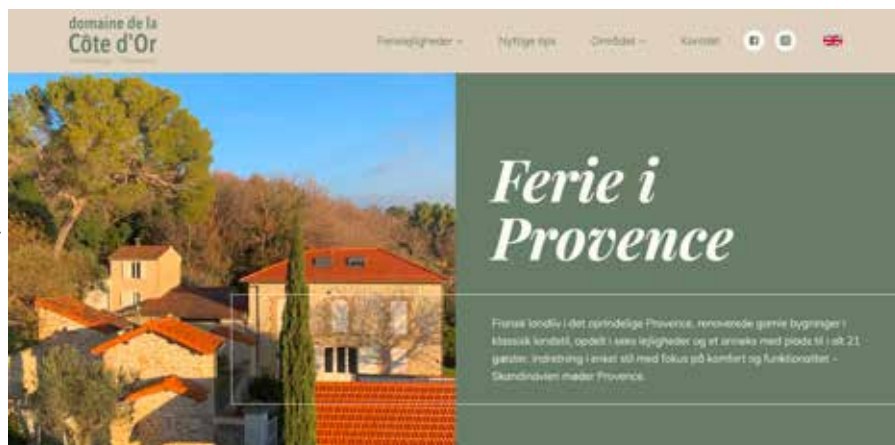 domaine de la
Côte d'Or
Ferielejligheder
Nyttige tips
Området
Kontakt
Ferie i
Provence
Fransk landliv i det oprindelige Provence, renoverede gamle bygninger i
klassisk landstil, opdelt i seks lejligheder og et anneks med plads til i alt 21
gæster. Indretning i enkel stil med fokus på komfort og funktionalitet –
Skandinavien møder Provence.